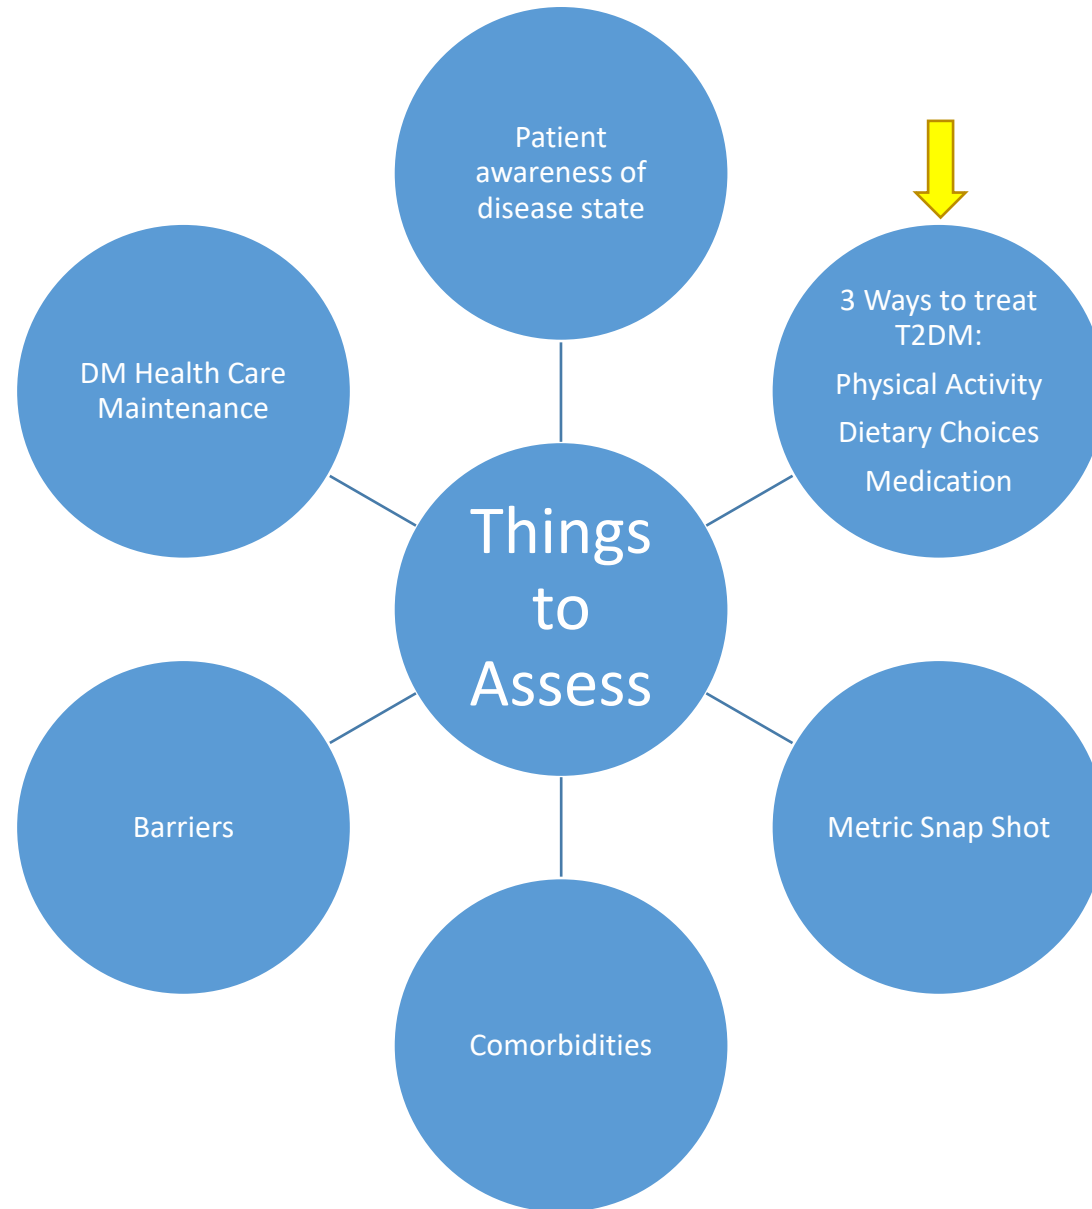 Patient
awareness of
disease state
3 Ways to treat
T2DM:
Physical Activity
Dietary Choices
Medication
DM Health Care
Maintenance
Things
to
Assess
Barriers
Metric Snap Shot
Comorbidities